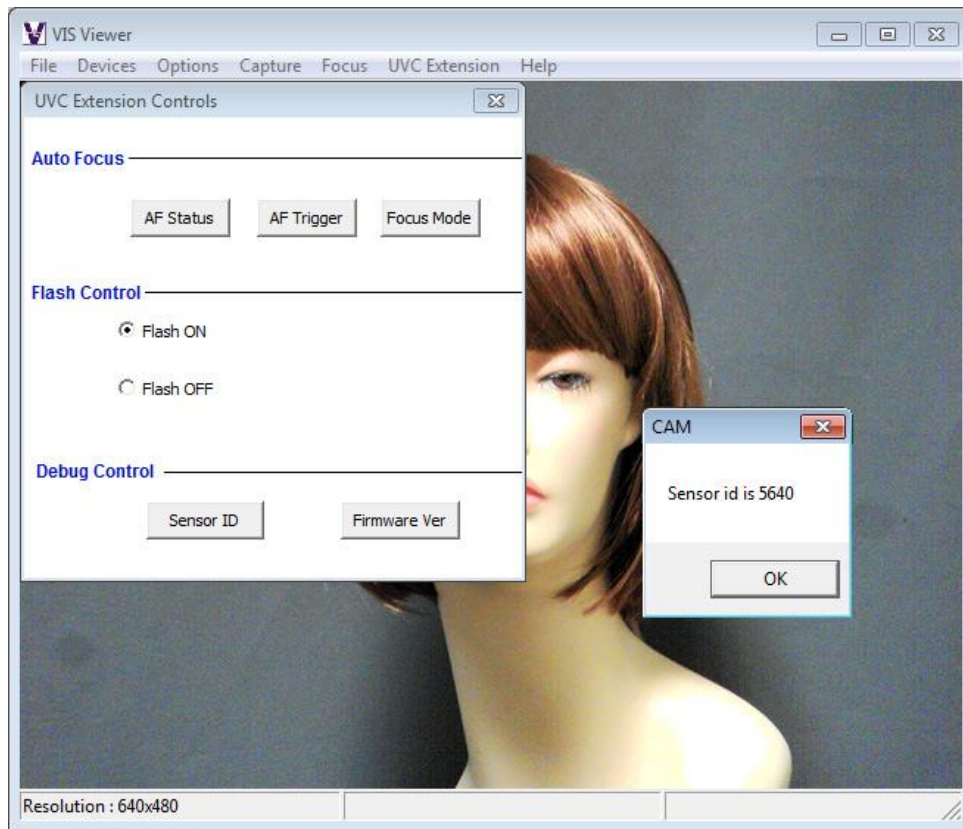 VIS Viewer
File Devices Options Capture Focus UVC Extension Help
UVC Extension Controls
Auto Focus
AF Status AF Trigger Focus Mode
Flash Control
Flash ON
Flash OFF
CAM
Sensor id is 5640
OK
Debug Control
Sensor ID Firmware Ver
Resolution : 640x480